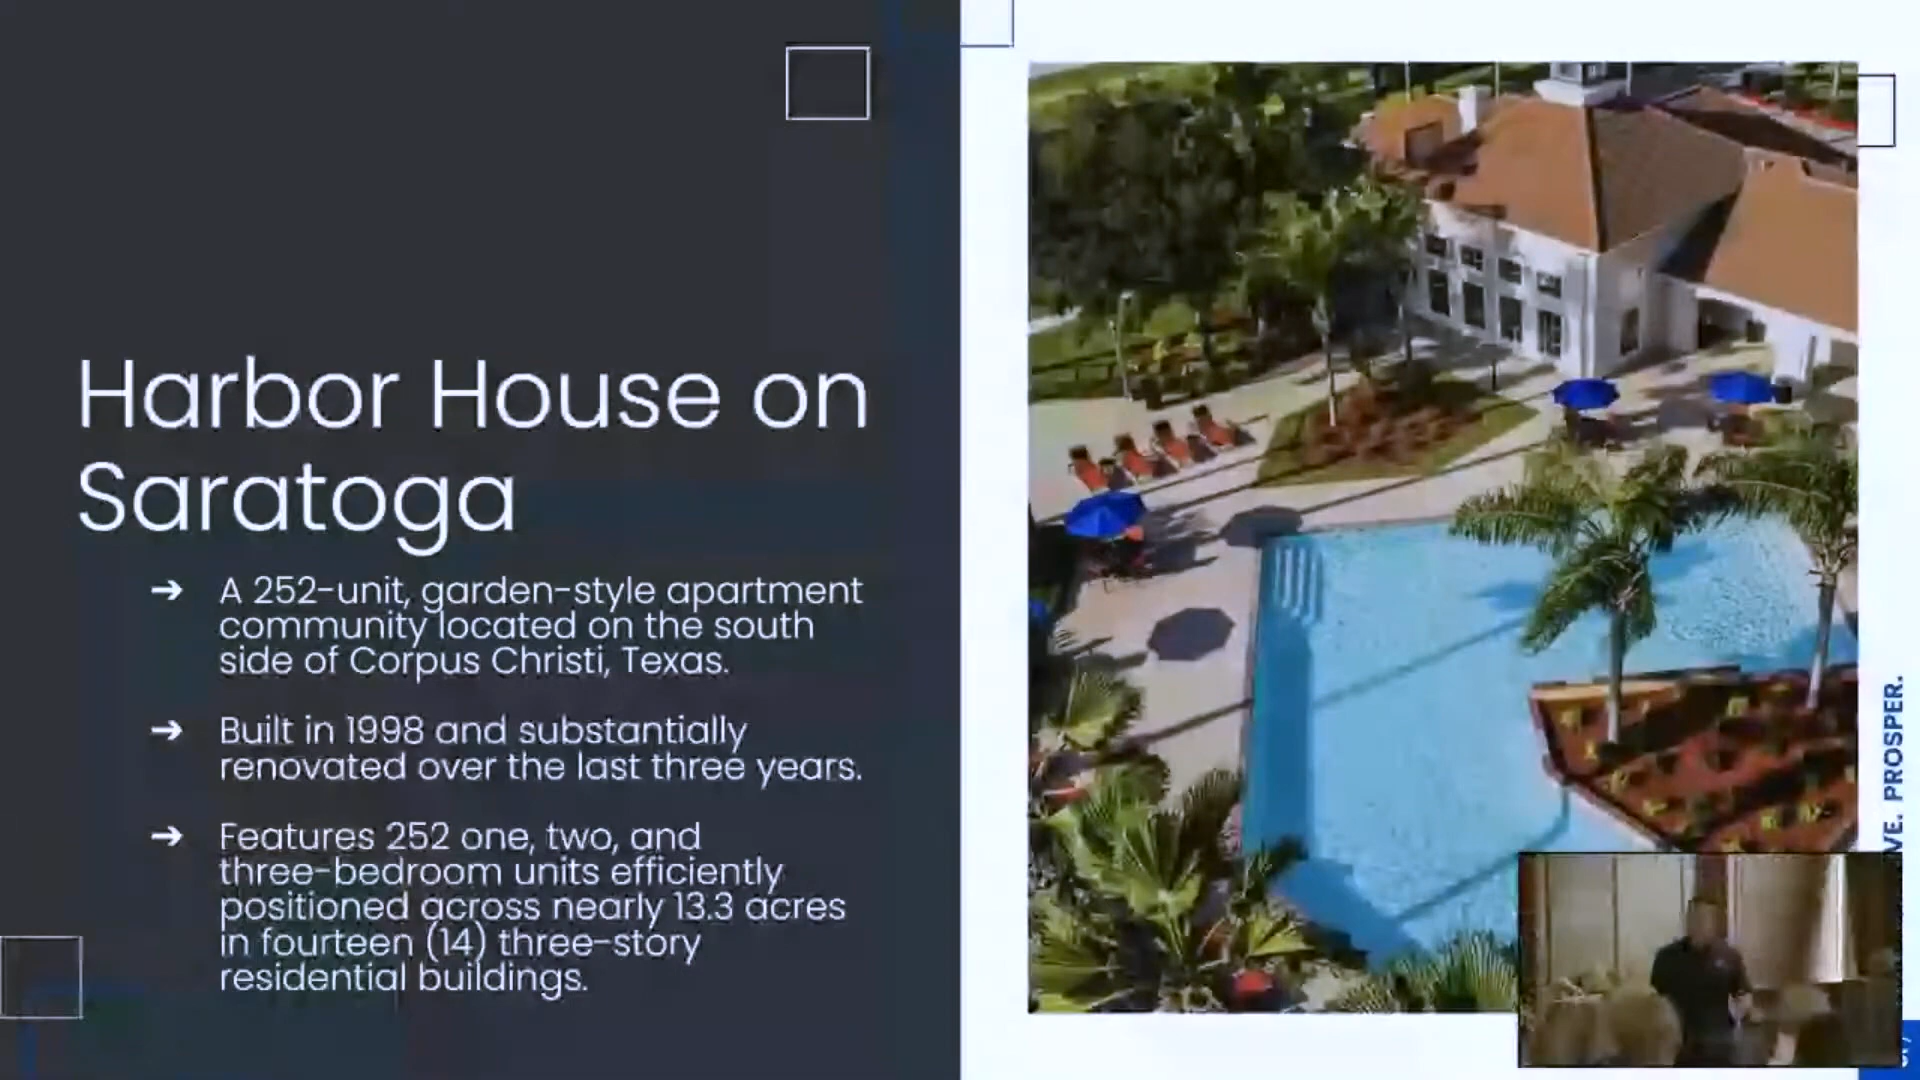 Harbor House on
Saratoga
➔ A 252-unit, garden-style apartment
community located on the south
side of Corpus Christi, Texas.
➔ Built in 1998 and substantially
renovated over the last three years.
➔ Features 252 one, two, and
three-bedroom units efficiently
positioned across nearly 13.3 acres
in fourteen (14) three-story
residential buildings.
PROSPER.